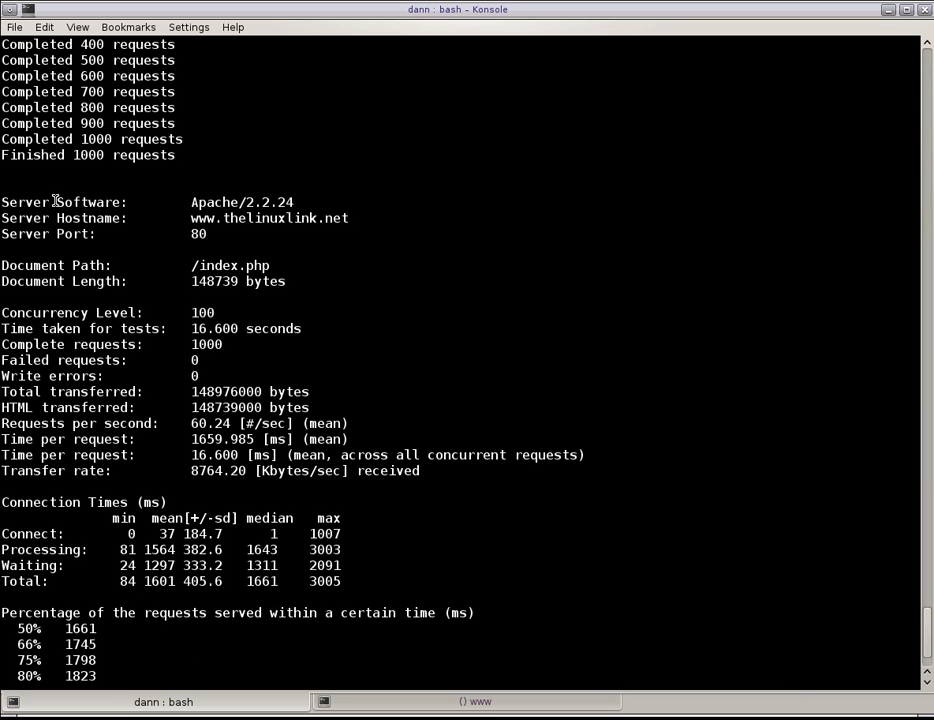 dann : bash - Konsole
File Edit View Bookmarks Settings Help
Completed 400 requests
Completed 500 requests
Completed 600 requests
Completed 700 requests
Completed 800 requests
Completed 900 requests
Completed 1000 requests
Finished 1000 requests
Server Software: Apache/2.2.24
Server Hostname: www.thelinuxlink.net
Server Port: 80
Document Path: /index.php
Document Length: 148739 bytes
Concurrency Level: 100
Time taken for tests: 16.600 seconds
Complete requests: 1000
Failed requests: 0
Write errors: 0
Total transferred: 148976000 bytes
HTML transferred: 148739000 bytes
Requests per second: 60.24 [#/sec] (mean)
Time per request: 1659.985 [ms] (mean)
Time per request: 16.600 [ms] (mean, across all concurrent requests)
Transfer rate: 8764.20 [Kbytes/sec] received
Connection Times (ms)
min mean[+/-sd] median max
Connect: 0 37 184.7 1 1007
Processing: 81 1564 382.6 1643 3003
Waiting: 24 1297 333.2 1311 2091
Total: 84 1601 405.6 1661 3005
Percentage of the requests served within a certain time (ms)
50% 1661
66% 1745
75% 1798
80% 1823
dann : bash
() www